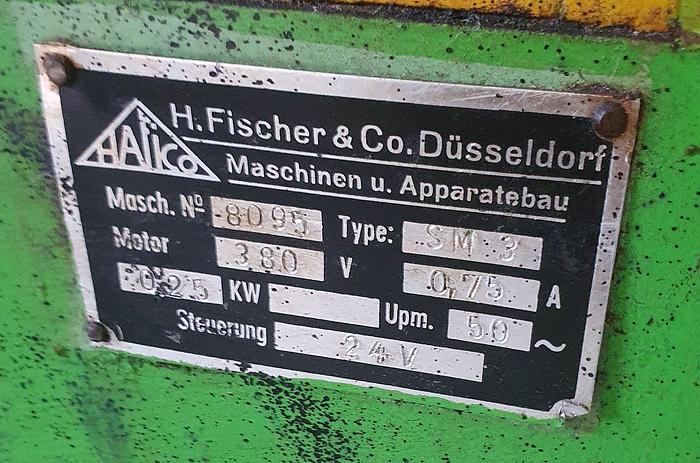 HAFICO
H. Fischer & Co. Düsseldorf
Maschinen u. Apparatebau
Masch. Nº 8095 Type: SM 3
Motor 380 V 0,75 A
0,25 KW Upm. 50 ~
Steuerung 24 V